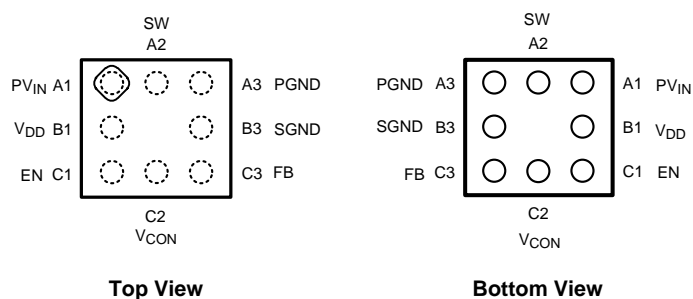 SW
A2
PVIN A1
A3 PGND
VDD B1
B3 SGND
EN C1
C3 FB
C2
VCON
Top View
SW
A2
PGND A3
A1 PVIN
SGND B3
B1 VDD
FB C3
C1 EN
C2
VCON
Bottom View